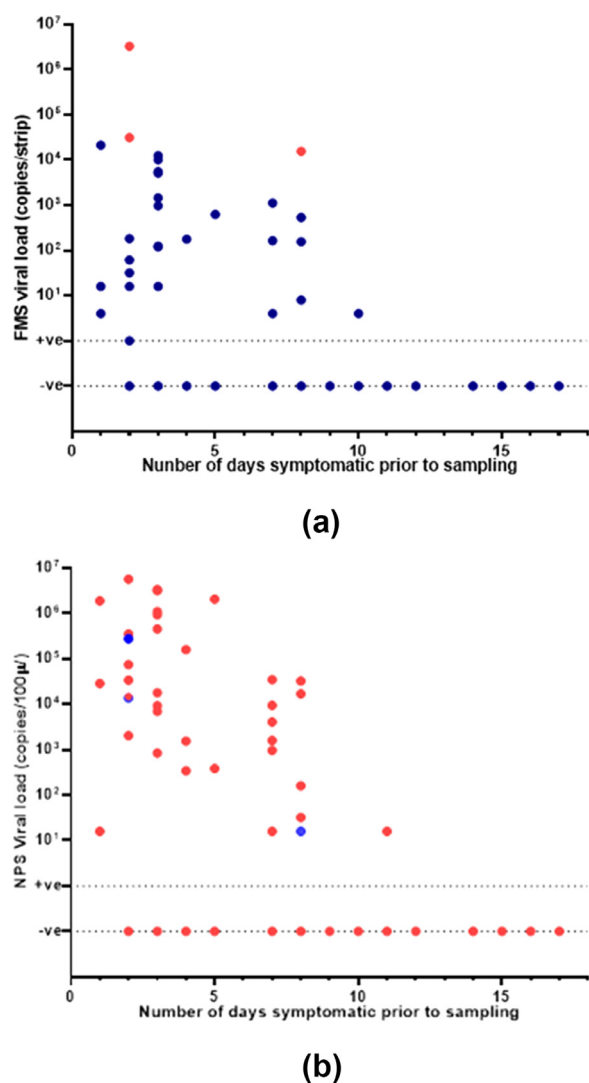 FMS viral load (copies/strip)
10⁷
10⁶
10⁵
10⁴
10³
10²
10¹
+ve
-ve
0 5 10 15
Nunber of days symptomatic prior to sampling
(a)
NPS Viral load (copies/100µl)
10⁷
10⁶
10⁵
10⁴
10³
10²
10¹
+ve
-ve
0 5 10 15
Number of days symptomatic prior to sampling
(b)